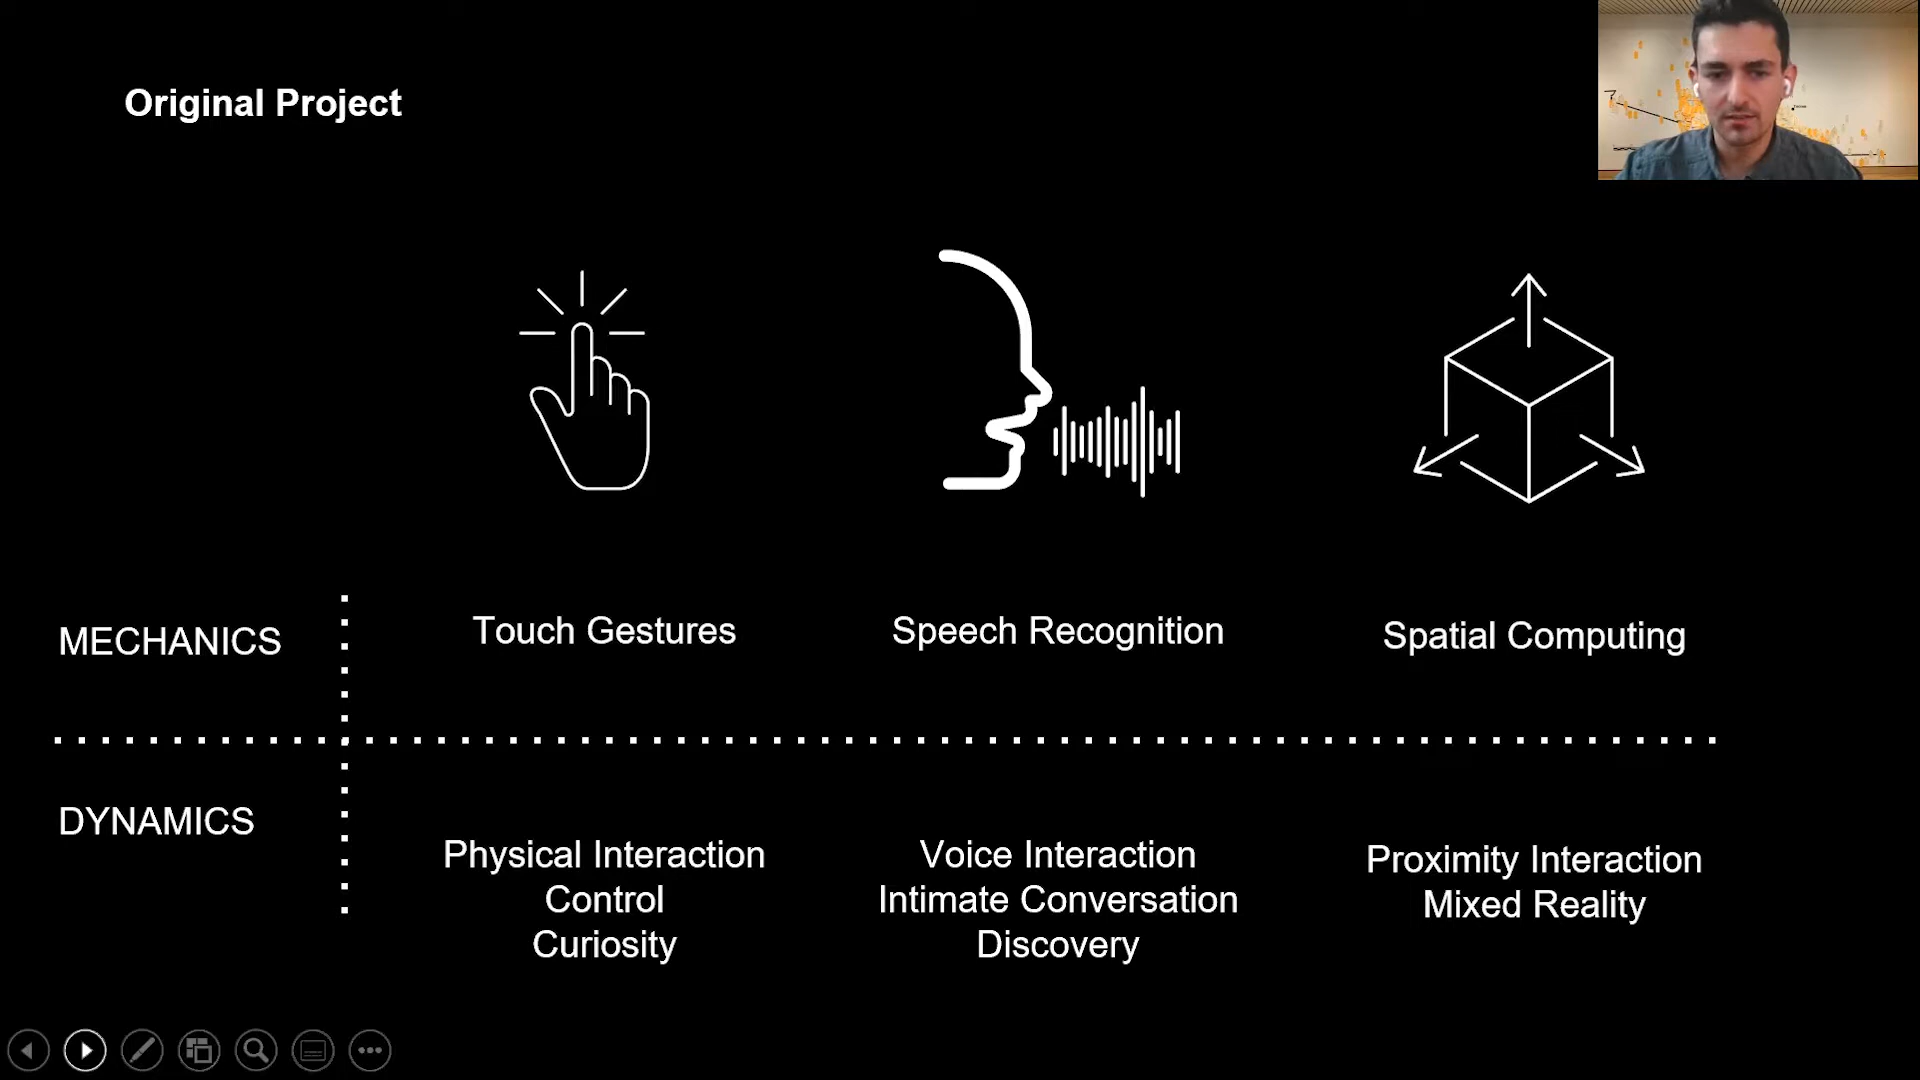 Original Project
MECHANICS
Touch Gestures
Speech Recognition
Spatial Computing
DYNAMICS
Physical Interaction
Control
Curiosity
Voice Interaction
Intimate Conversation
Discovery
Proximity Interaction
Mixed Reality